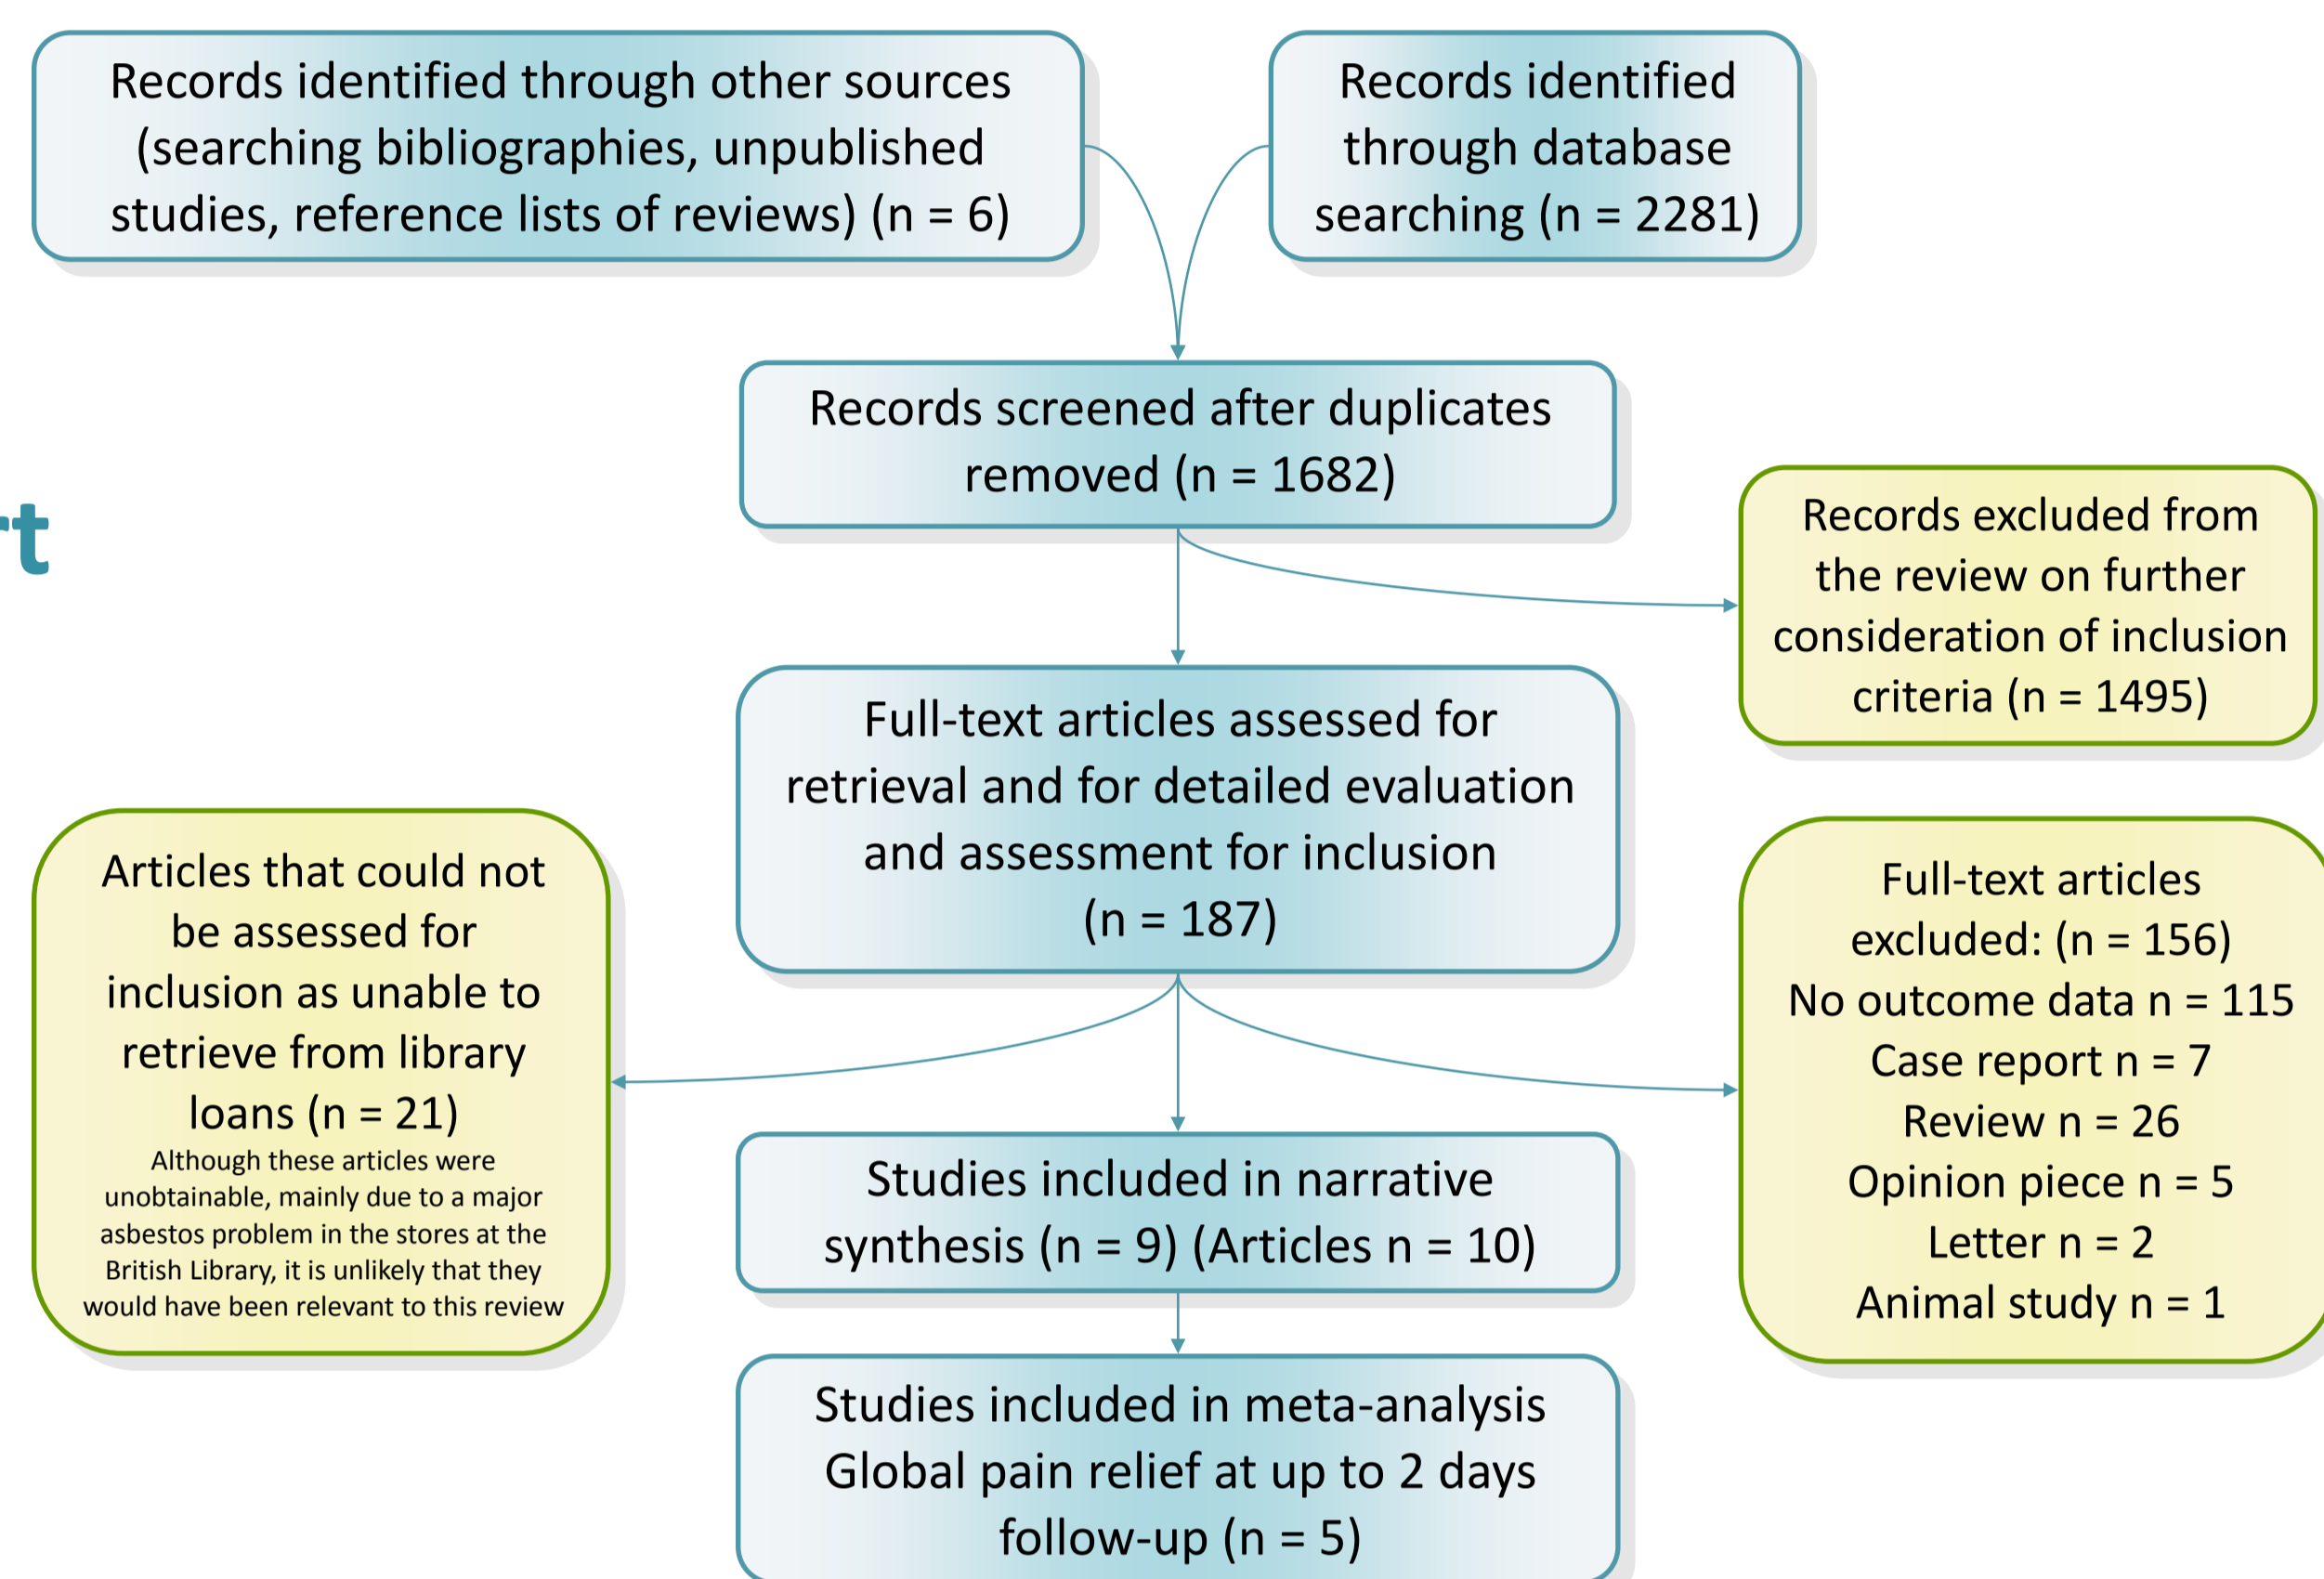 Records identified through other sources
(searching bibliographies, unpublished
studies, reference lists of reviews) (n = 6)
Records identified
through database
searching (n = 2281)
Records screened after duplicates
removed (n = 1682)
Records excluded from
the review on further
consideration of inclusion
criteria (n = 1495)
Full-text articles assessed for
retrieval and for detailed evaluation
and assessment for inclusion
(n = 187)
Articles that could not
be assessed for
inclusion as unable to
retrieve from library
loans (n = 21)
Although these articles were
unobtainable, mainly due to a major
asbestos problem in the stores at the
British Library, it is unlikely that they
would have been relevant to this review
Full-text articles
excluded: (n = 156)
No outcome data n = 115
Case report n = 7
Review n = 26
Opinion piece n = 5
Letter n = 2
Animal study n = 1
Studies included in narrative
synthesis (n = 9) (Articles n = 10)
Studies included in meta-analysis
Global pain relief at up to 2 days
follow-up (n = 5)